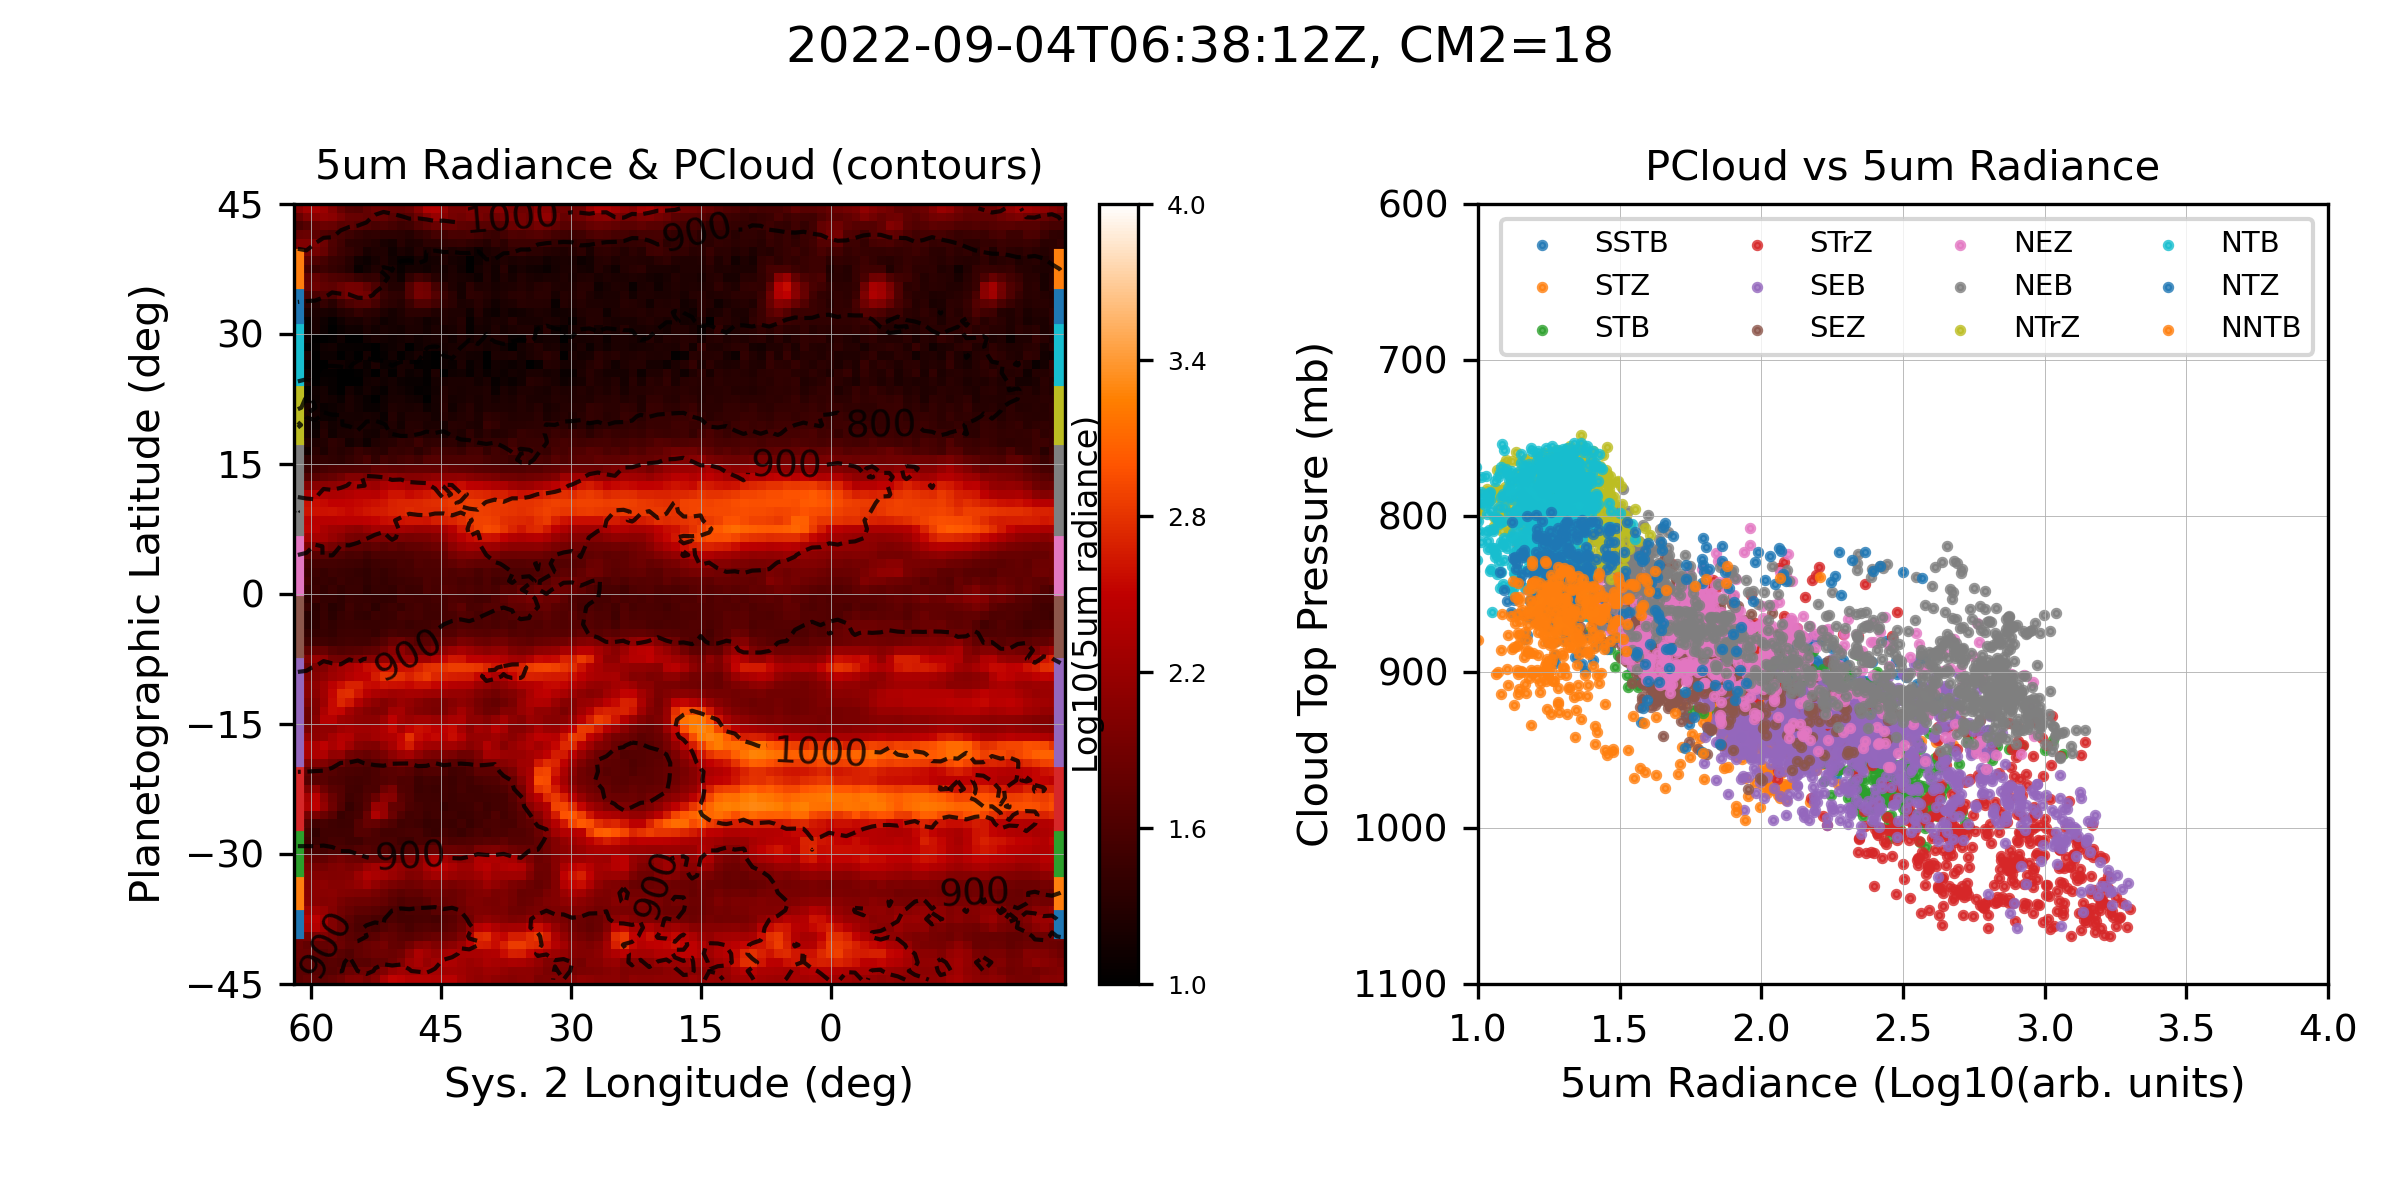 2022-09-04T06:38:12Z, CM2=18
5um Radiance & PCloud (contours)
45
30
15
0
−15
−30
−45
Planetographic Latitude (deg)
1000
900
800
900
900
1000
900
900
900
900
60
45
30
15
0
Sys. 2 Longitude (deg)
4.0
3.4
2.8
2.2
1.6
1.0
Log10(5um radiance)
PCloud vs 5um Radiance
600
700
800
900
1000
1100
Cloud Top Pressure (mb)
SSTB STrZ NEZ NTB
STZ SEB NEB NTZ
STB SEZ NTrZ NNTB
1.0 1.5 2.0 2.5 3.0 3.5 4.0
5um Radiance (Log10(arb. units)